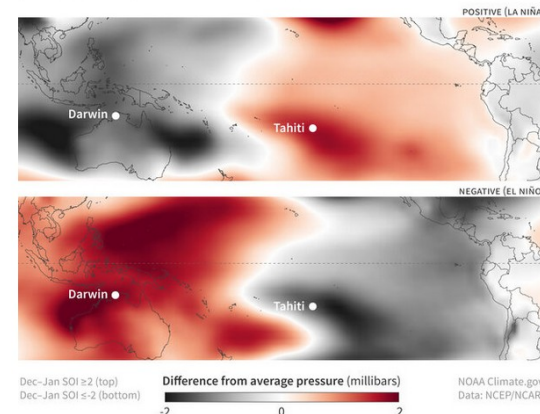 POSITIVE (LA NIÑA
Darwin
Tahiti
NEGATIVE (EL NIÑO
Darwin
Tahiti
Dec–Jan SOI ≥2 (top)
Dec–Jan SOI ≤-2 (bottom)
Difference from average pressure (millibars)
-2 0 2
NOAA Climate.gov
Data: NCEP/NCAR